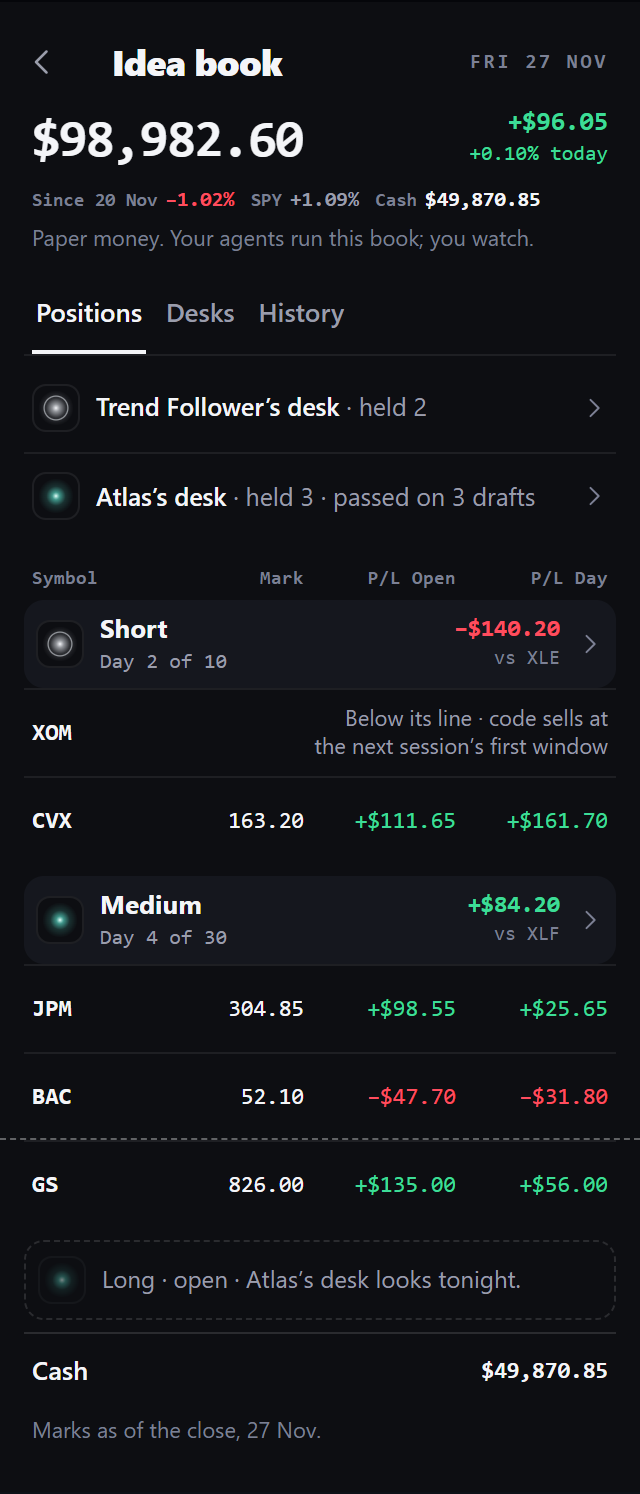 Idea book
FRI 27 NOV
$98,982.60
+$96.05
+0.10% today
Since 20 Nov −1.02% SPY +1.09% Cash $49,870.85
Paper money. Your agents run this book; you watch.
Positions Desks History
Trend Follower’s desk · held 2
Atlas’s desk · held 3 · passed on 3 drafts
Symbol Mark P/L Open P/L Day
Short −$140.20
Day 2 of 10 vs XLE
XOM
Below its line · code sells at
the next session’s first window
CVX 163.20 +$111.65 +$161.70
Medium +$84.20
Day 4 of 30 vs XLF
JPM 304.85 +$98.55 +$25.65
BAC 52.10 −$47.70 −$31.80
GS 826.00 +$135.00 +$56.00
Long · open · Atlas’s desk looks tonight.
Cash $49,870.85
Marks as of the close, 27 Nov.